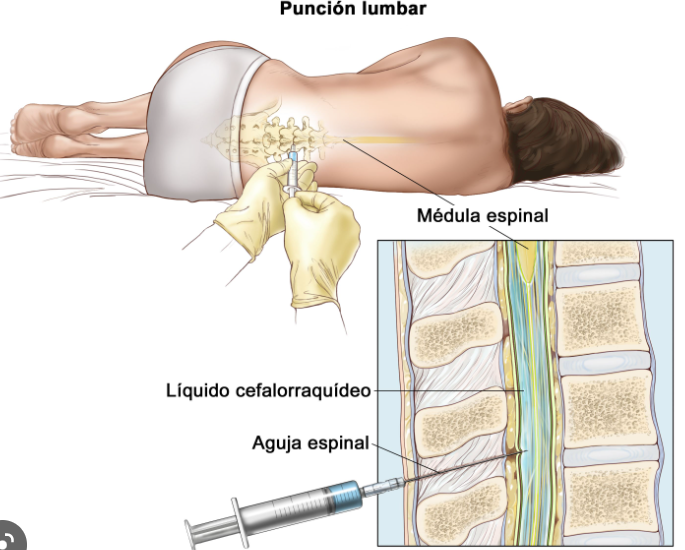 Punción lumbar
Médula espinal
Líquido cefalorraquídeo
Aguja espinal